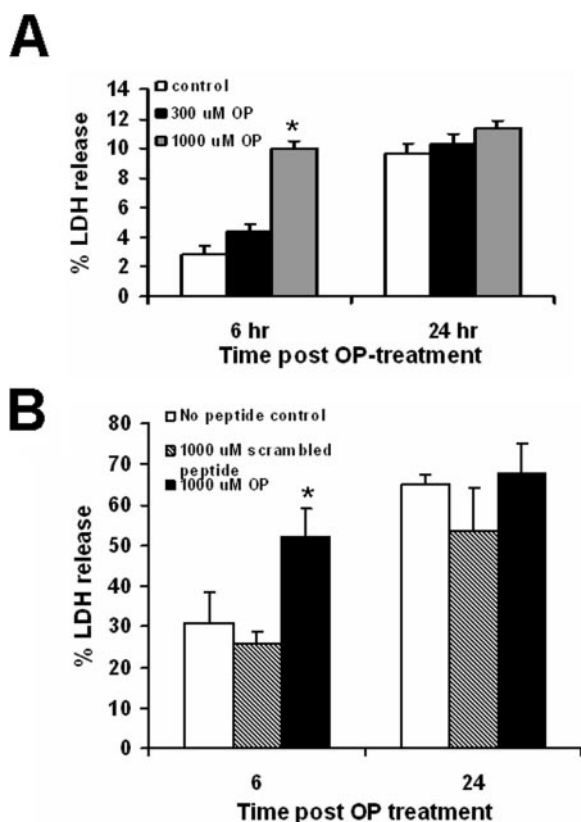 A
control
300 uM OP
1000 uM OP
*
14
12
10
8
6
4
2
0
% LDH release
6 hr
24 hr
Time post OP-treatment
B
No peptide control
1000 uM scrambled
peptide
1000 uM OP
*
80
70
60
50
40
30
20
10
0
% LDH release
6
24
Time post OP treatment